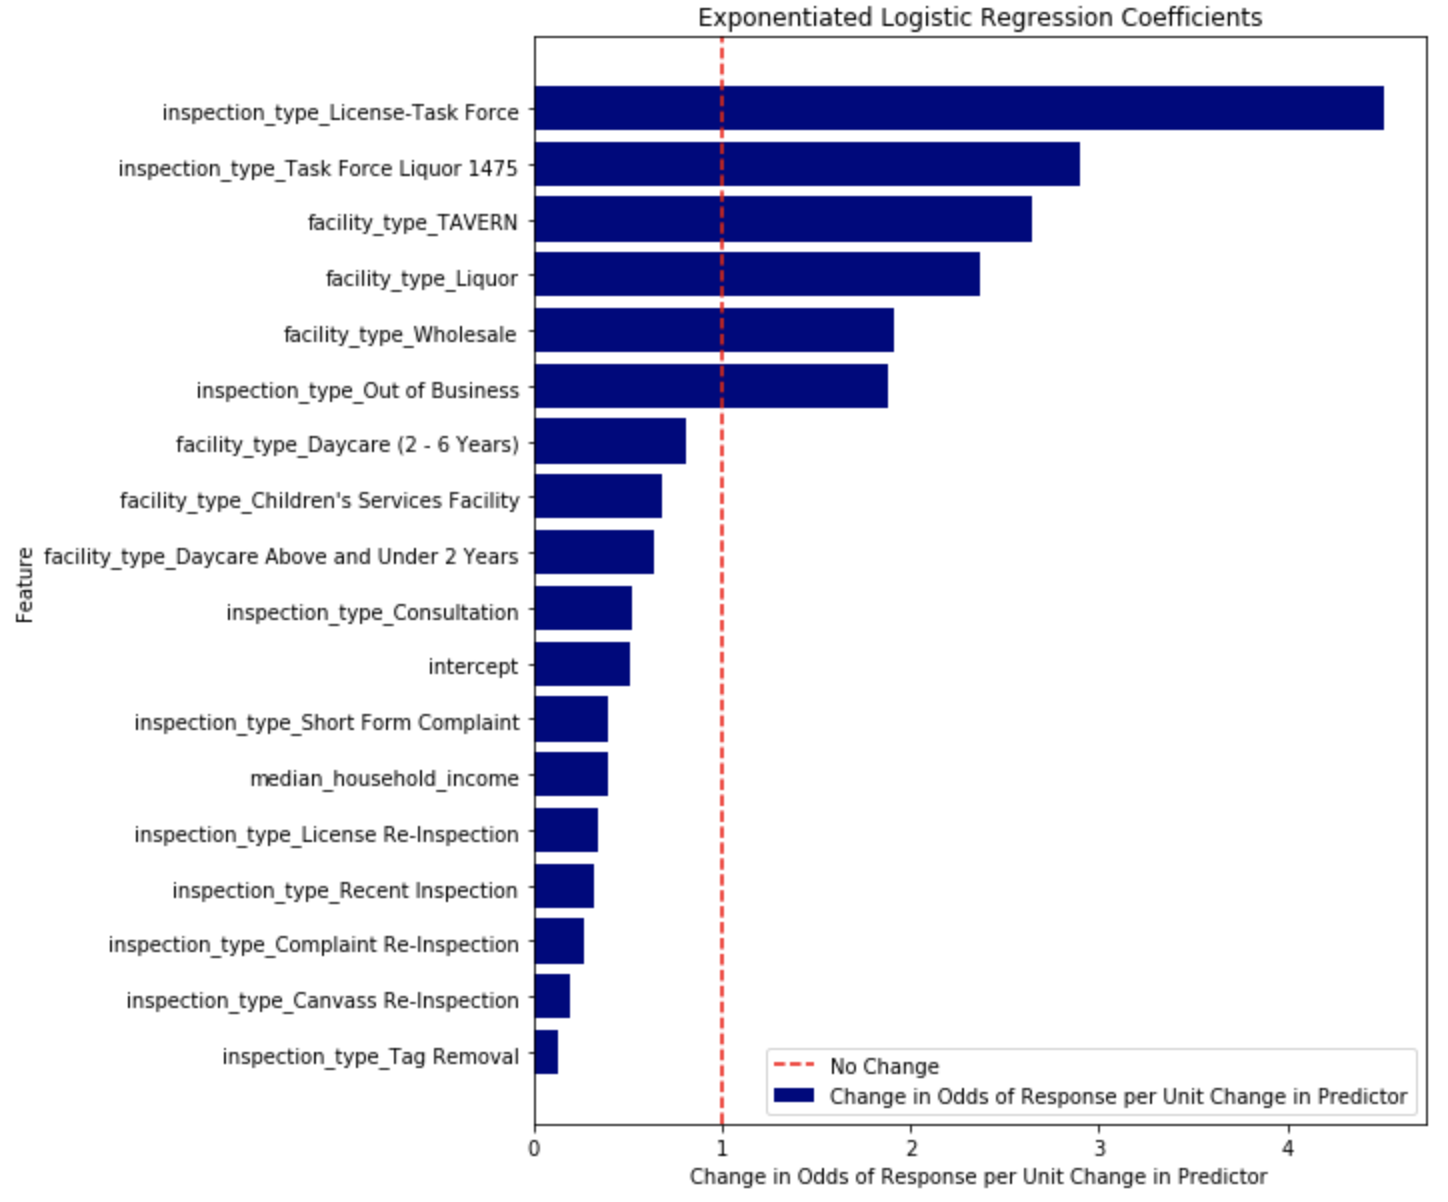 Exponentiated Logistic Regression Coefficients
inspection_type_License-Task Force
inspection_type_Task Force Liquor 1475
facility_type_TAVERN
facility_type_Liquor
facility_type_Wholesale
inspection_type_Out of Business
facility_type_Daycare (2 - 6 Years)
facility_type_Children's Services Facility
facility_type_Daycare Above and Under 2 Years
inspection_type_Consultation
intercept
inspection_type_Short Form Complaint
median_household_income
inspection_type_License Re-Inspection
inspection_type_Recent Inspection
inspection_type_Complaint Re-Inspection
inspection_type_Canvass Re-Inspection
inspection_type_Tag Removal
Feature
No Change
Change in Odds of Response per Unit Change in Predictor
0 1 2 3 4
Change in Odds of Response per Unit Change in Predictor